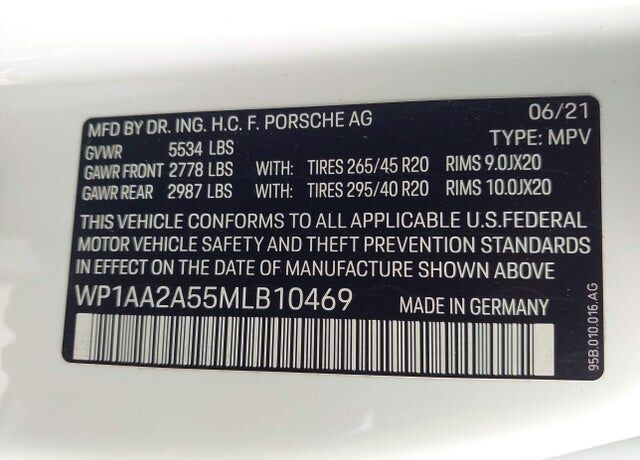 MFD BY DR. ING. H.C. F. PORSCHE AG 06/21
GVWR 5534 LBS TYPE: MPV
GAWR FRONT 2778 LBS WITH: TIRES 265/45 R20 RIMS 9.0JX20
GAWR REAR 2987 LBS WITH: TIRES 295/40 R20 RIMS 10.0JX20
THIS VEHICLE CONFORMS TO ALL APPLICABLE U.S.FEDERAL
MOTOR VEHICLE SAFETY AND THEFT PREVENTION STANDARDS
IN EFFECT ON THE DATE OF MANUFACTURE SHOWN ABOVE
WP1AA2A55MLB10469 MADE IN GERMANY
95B.010.016.AG